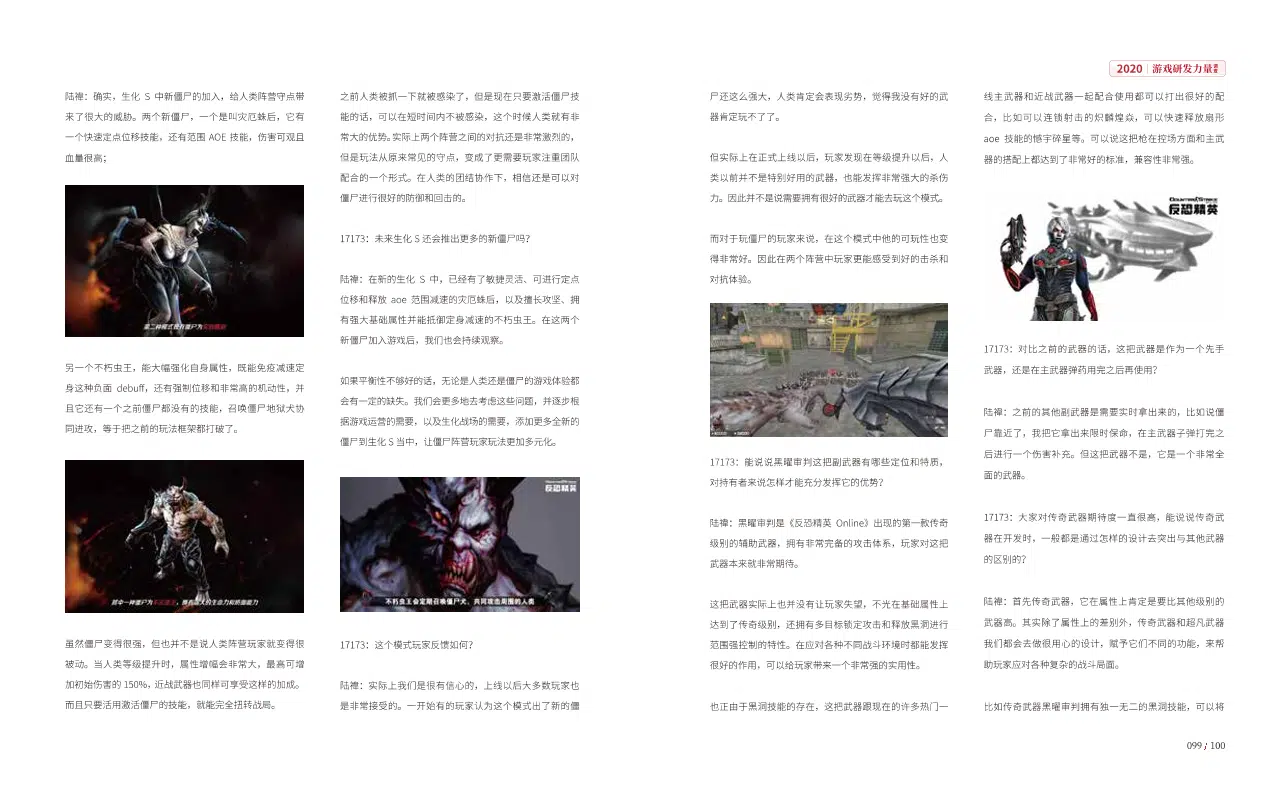 2020 游戏研发力量
陆禕：确实，生化 S 中新僵尸的加入，给人类阵营守点带
来了很大的威胁。两个新僵尸，一个是叫灾厄蛛后，它有
一个快速定点位移技能，还有范围 AOE 技能，伤害可观且
血量很高；
第二种模式独有僵尸为灾厄蛛后
另一个不朽虫王，能大幅强化自身属性，既能免疫减速定
身这种负面 debuff，还有强制位移和非常高的机动性，并
且它还有一个之前僵尸都没有的技能，召唤僵尸地狱犬协
同进攻，等于把之前的玩法框架都打破了。
其中一种僵尸为不朽虫王，拥有强大的生命力和防御能力
虽然僵尸变得很强，但也并不是说人类阵营玩家就变得很
被动。当人类等级提升时，属性增幅会非常大，最高可增
加初始伤害的 150%，近战武器也同样可享受这样的加成。
而且只要活用激活僵尸的技能，就能完全扭转战局。
之前人类被抓一下就被感染了，但是现在只要激活僵尸技
能的话，可以在短时间内不被感染，这个时候人类就有非
常大的优势。实际上两个阵营之间的对抗还是非常激烈的，
但是玩法从原来常见的守点，变成了更需要玩家注重团队
配合的一个形式。在人类的团结协作下，相信还是可以对
僵尸进行很好的防御和回击的。
17173：未来生化 S 还会推出更多的新僵尸吗？
陆禕：在新的生化 S 中，已经有了敏捷灵活、可进行定点
位移和释放 aoe 范围减速的灾厄蛛后，以及擅长攻坚、拥
有强大基础属性并能抵御定身减速的不朽虫王。在这两个
新僵尸加入游戏后，我们也会持续观察。
如果平衡性不够好的话，无论是人类还是僵尸的游戏体验都
会有一定的缺失。我们会更多地去考虑这些问题，并逐步根
据游戏运营的需要，以及生化战场的需要，添加更多全新的
僵尸到生化 S 当中，让僵尸阵营玩家玩法更加多元化。
反恐精英
不朽虫王会定期召唤僵尸犬，共同攻击周围的人类
17173：这个模式玩家反馈如何？
陆禕：实际上我们是很有信心的，上线以后大多数玩家也
是非常接受的。一开始有的玩家认为这个模式出了新的僵
尸还这么强大，人类肯定会表现劣势，觉得我没有好的武
器肯定玩不了了。
但实际上在正式上线以后，玩家发现在等级提升以后，人
类以前并不是特别好用的武器，也能发挥非常强大的杀伤
力。因此并不是说需要拥有很好的武器才能去玩这个模式。
而对于玩僵尸的玩家来说，在这个模式中他的可玩性也变
得非常好。因此在两个阵营中玩家更能感受到好的击杀和
对抗体验。
17173：能说说黑曜审判这把副武器有哪些定位和特质，
对持有者来说怎样才能充分发挥它的优势？
陆禕：黑曜审判是《反恐精英 Online》出现的第一款传奇
级别的辅助武器，拥有非常完备的攻击体系，玩家对这把
武器本来就非常期待。
这把武器实际上也并没有让玩家失望，不光在基础属性上
达到了传奇级别，还拥有多目标锁定攻击和释放黑洞进行
范围强控制的特性。在应对各种不同战斗环境时都能发挥
很好的作用，可以给玩家带来一个非常强的实用性。
也正由于黑洞技能的存在，这把武器跟现在的许多热门一
线主武器和近战武器一起配合使用都可以打出很好的配
合，比如可以连锁射击的炽麟煌焱，可以快速释放扇形
aoe 技能的憾宇碎星等。可以说这把枪在控场方面和主武
器的搭配上都达到了非常好的标准，兼容性非常强。
COUNTER STRIKE
反恐精英
17173：对比之前的武器的话，这把武器是作为一个先手
武器，还是在主武器弹药用完之后再使用？
陆禕：之前的其他副武器是需要实时拿出来的，比如说僵
尸靠近了，我把它拿出来限时保命，在主武器子弹打完之
后进行一个伤害补充。但这把武器不是，它是一个非常全
面的武器。
17173：大家对传奇武器期待度一直很高，能说说传奇武
器在开发时，一般都是通过怎样的设计去突出与其他武器
的区别的？
陆禕：首先传奇武器，它在属性上肯定是要比其他级别的
武器高。其实除了属性上的差别外，传奇武器和超凡武器
我们都会去做很用心的设计，赋予它们不同的功能，来帮
助玩家应对各种复杂的战斗局面。
比如传奇武器黑曜审判拥有独一无二的黑洞技能，可以将
099 / 100